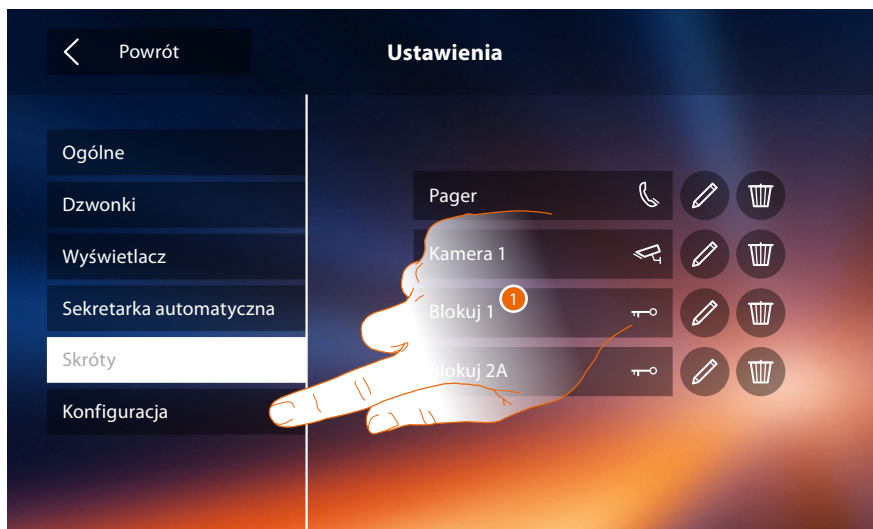 Powrót
Ustawienia
Ogólne
Dzwonki
Wyświetlacz
Sekretarka automatyczna
Skróty
Konfiguracja
Pager
Kamera 1
Blokuj 1
1
Blokuj 2A